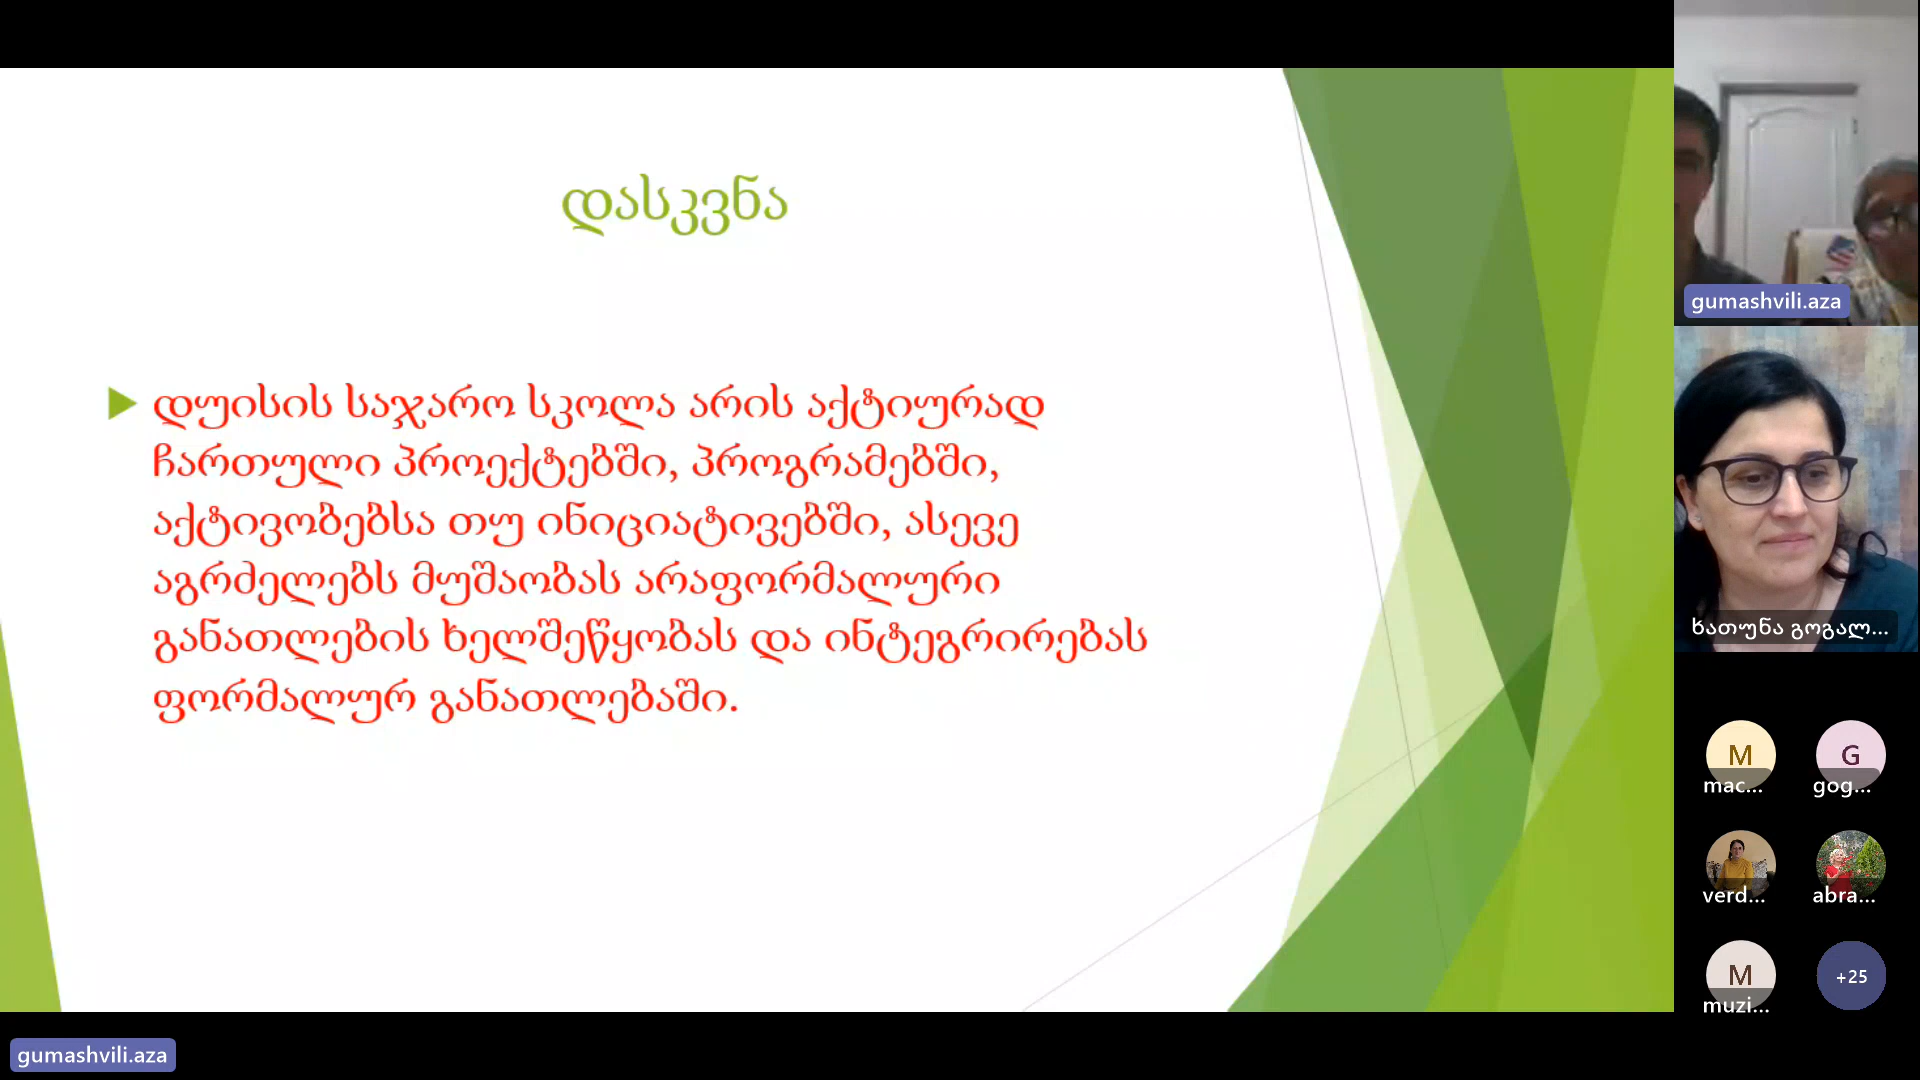 დასკვნა
დუისის საჯარო სკოლა არის აქტიურად
ჩართული პროექტებში, პროგრამებში,
აქტივობებსა თუ ინიციატივებში, ასევე
აგრძელებს მუშაობას არაფორმალური
განათლების ხელშეწყობას და ინტეგრირებას
ფორმალურ განათლებაში.
gumashvili.aza
ხათუნა გოგალ...
M
mac...
G
gog...
verd...
abra...
M
muzi...
+25
gumashvili.aza